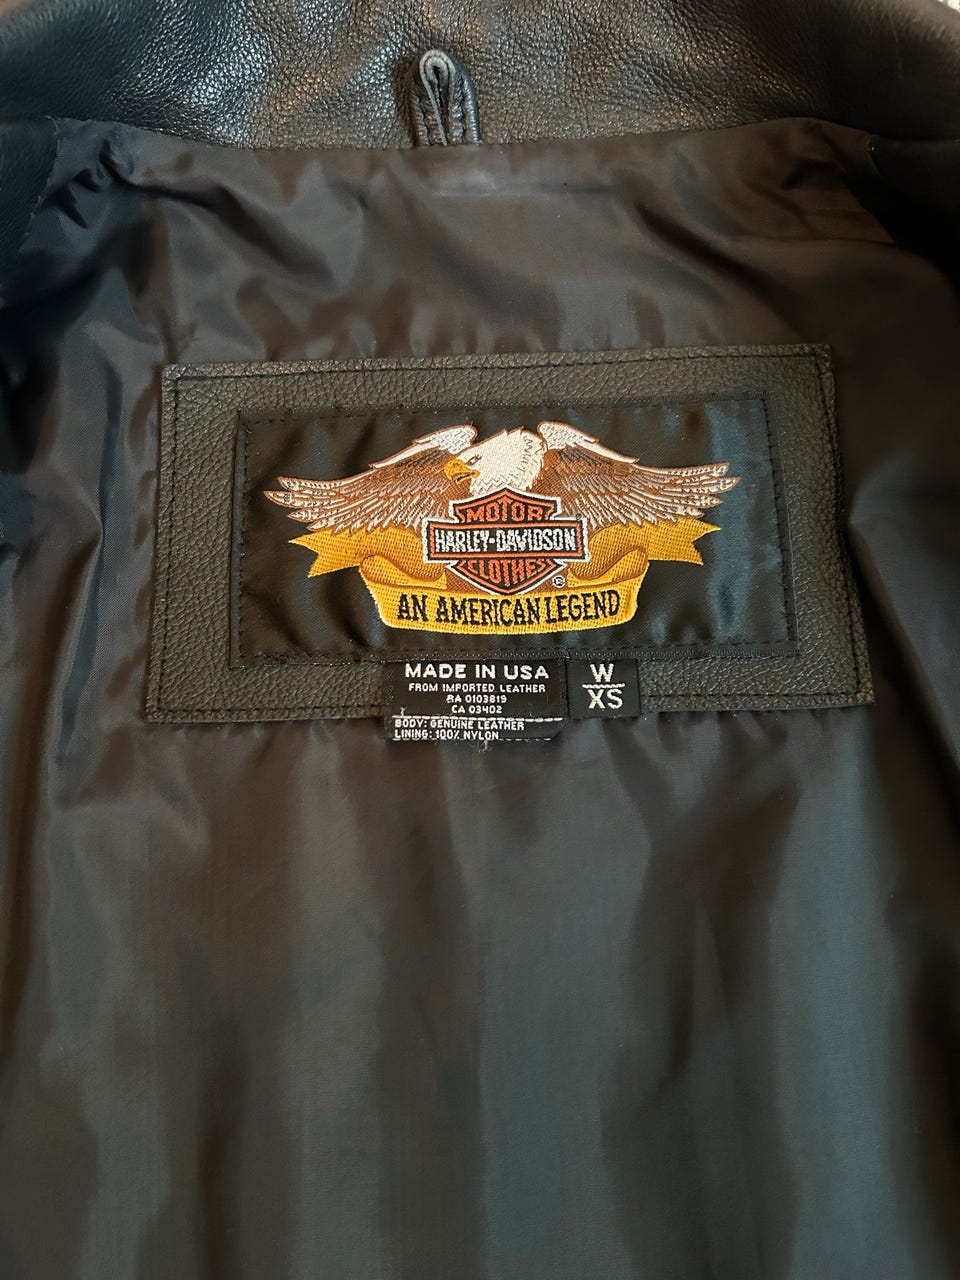 MOTOR
HARLEY-DAVIDSON
CLOTHES
®
AN AMERICAN LEGEND
MADE IN USA
FROM IMPORTED LEATHER
RA 0103819
CA 03402
BODY: GENUINE LEATHER
LINING: 100% NYLON
W
XS